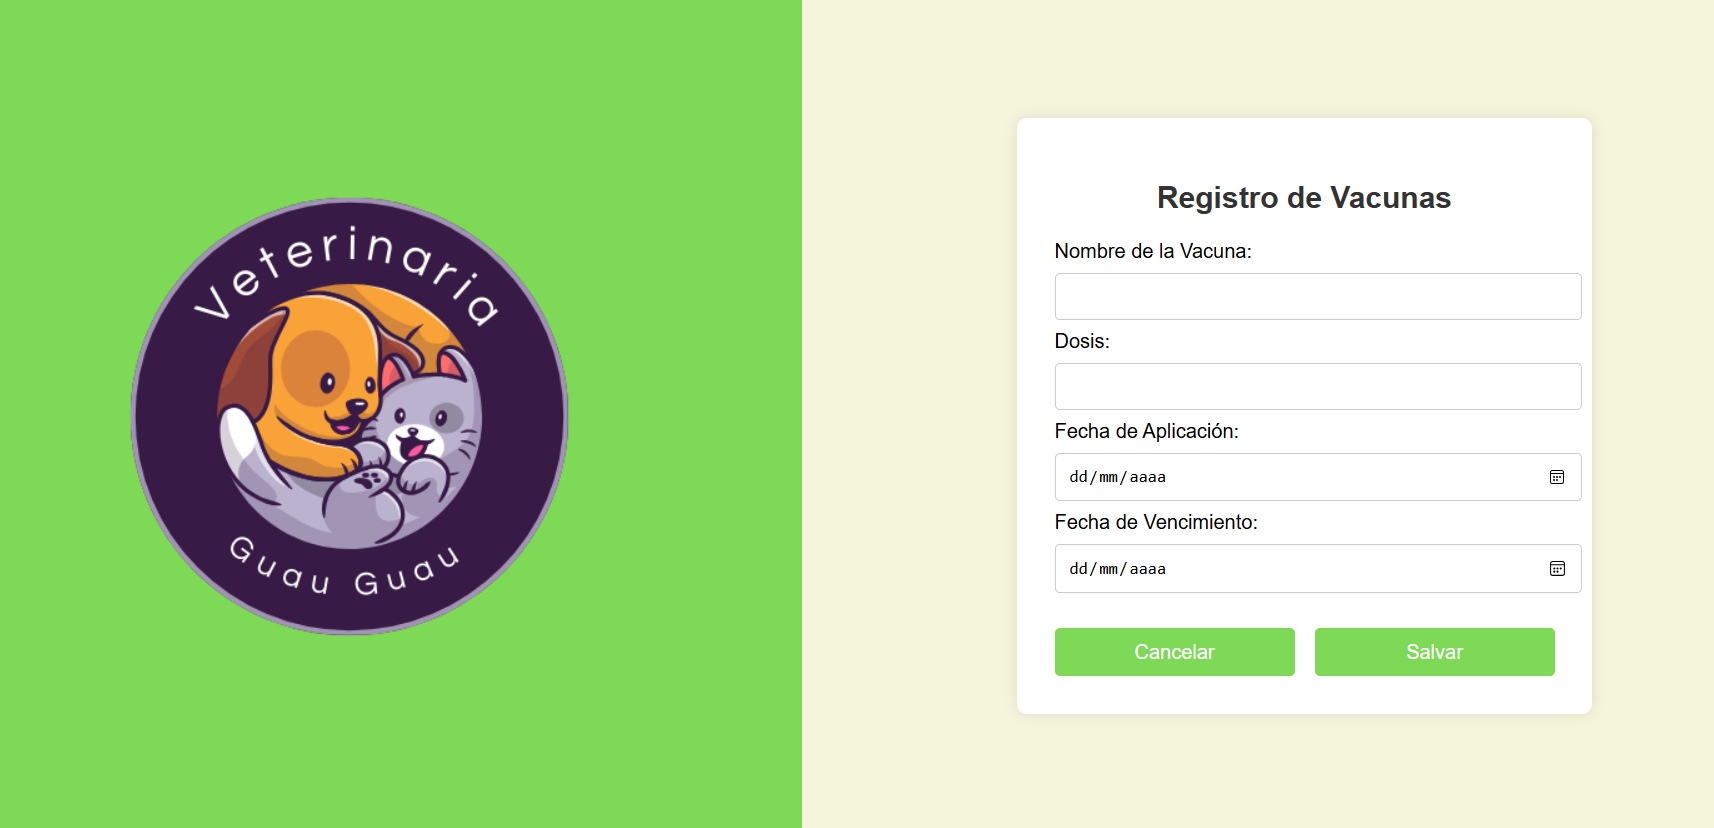 Veterinaria
Guau Guau
Registro de Vacunas
Nombre de la Vacuna:
Dosis:
Fecha de Aplicación:
dd/mm/aaaa
Fecha de Vencimiento:
dd/mm/aaaa
Cancelar
Salvar